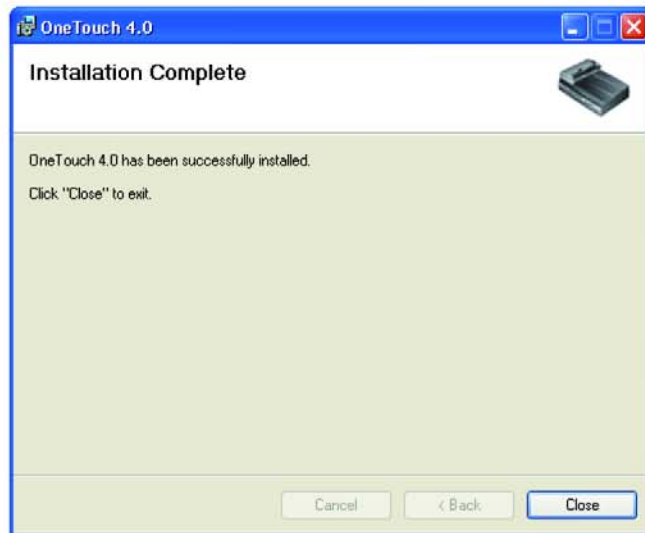 OneTouch 4.0
Installation Complete
OneTouch 4.0 has been successfully installed.
Click "Close" to exit.
Cancel
< Back
Close